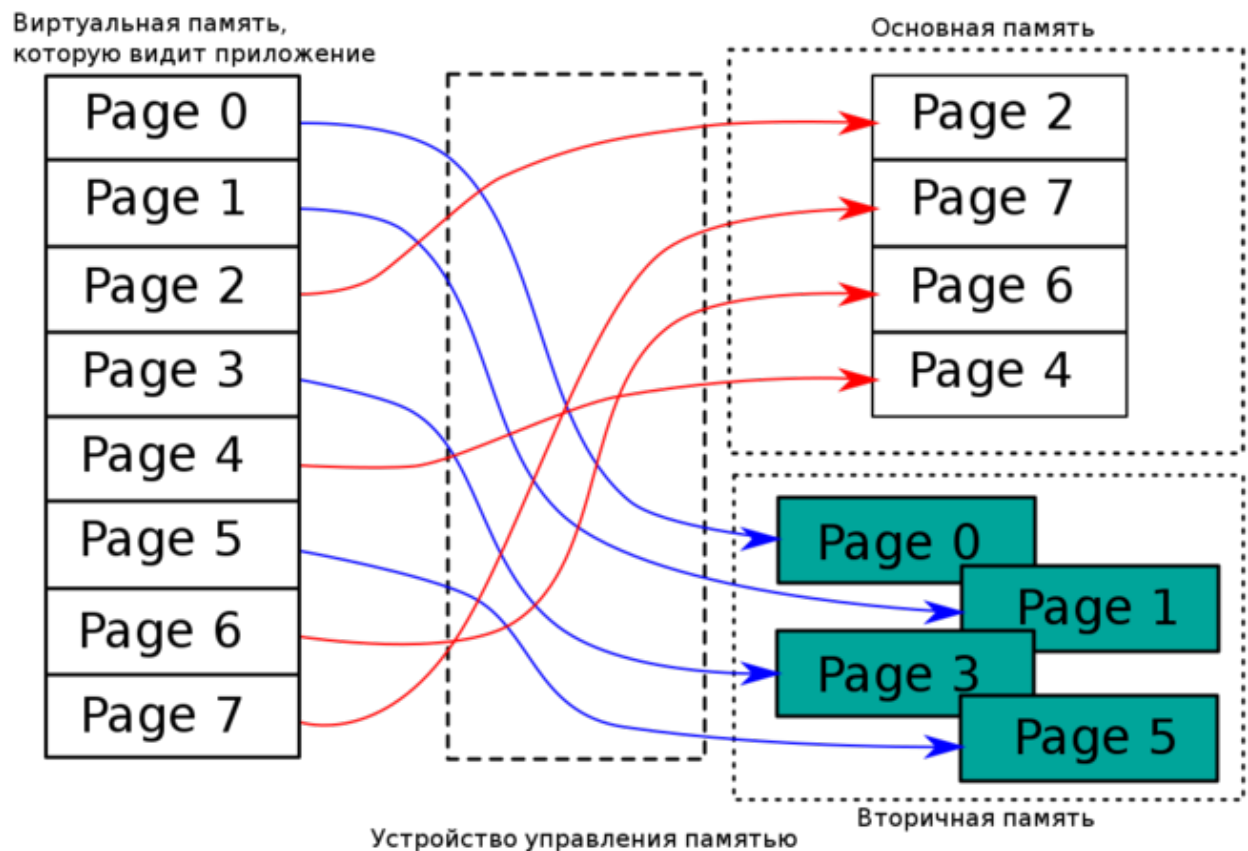 Виртуальная память,
которую видит приложение
Page 0
Page 1
Page 2
Page 3
Page 4
Page 5
Page 6
Page 7
Основная память
Page 2
Page 7
Page 6
Page 4
Page 0
Page 1
Page 3
Page 5
Вторичная память
Устройство управления памятью